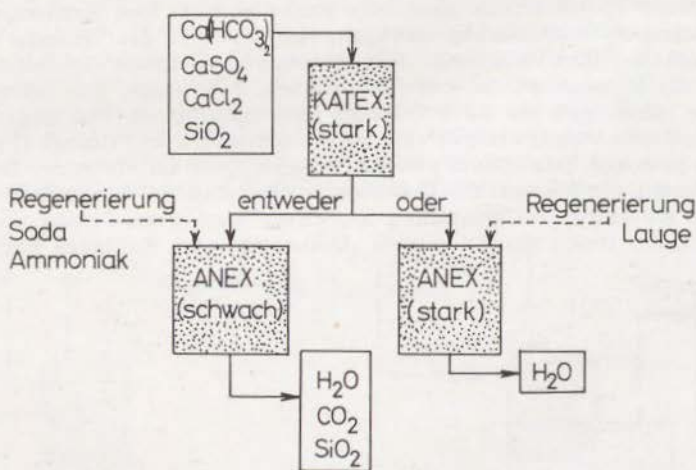 Ca(HCO₃)₂
CaSO₄
CaCl₂
SiO₂
KATEX
(stark)
entweder
oder
Regenerierung
Soda
Ammoniak
Regenerierung
Lauge
ANEX
(schwach)
ANEX
(stark)
H₂O
CO₂
SiO₂
H₂O